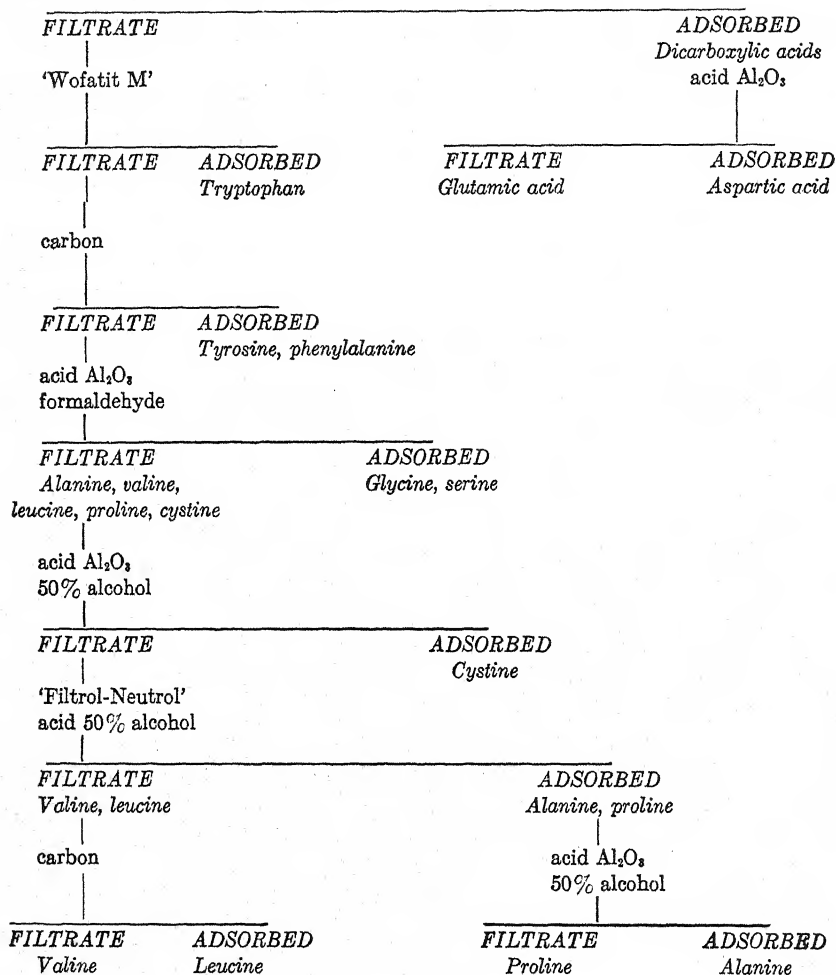 FILTRATE ADSORBED
Dicarboxylic acids
'Wofatit M' acid Al₂O₃
FILTRATE ADSORBED FILTRATE ADSORBED
Tryptophan Glutamic acid Aspartic acid
carbon
FILTRATE ADSORBED
Tyrosine, phenylalanine
acid Al₂O₃
formaldehyde
FILTRATE ADSORBED
Alanine, valine, Glycine, serine
leucine, proline, cystine
acid Al₂O₃
50% alcohol
FILTRATE ADSORBED
Cystine
'Filtrol-Neutrol'
acid 50% alcohol
FILTRATE ADSORBED
Valine, leucine Alanine, proline
carbon acid Al₂O₃
50% alcohol
FILTRATE ADSORBED FILTRATE ADSORBED
Valine Leucine Proline Alanine